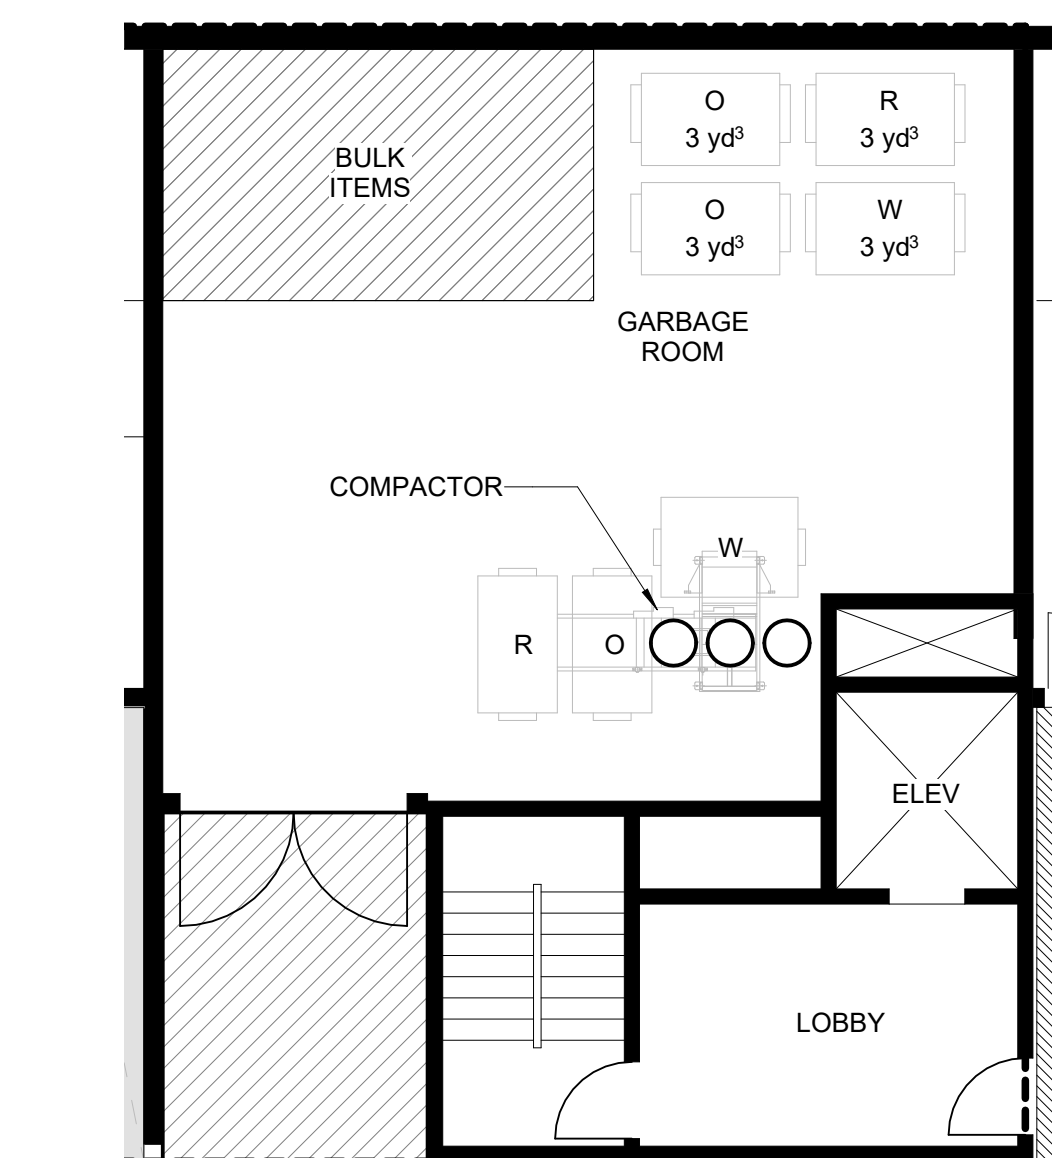 O
3 yd³
R
3 yd³
BULK
ITEMS
O
3 yd³
W
3 yd³
GARBAGE
ROOM
COMPACTOR
W
R
O
ELEV
LOBBY